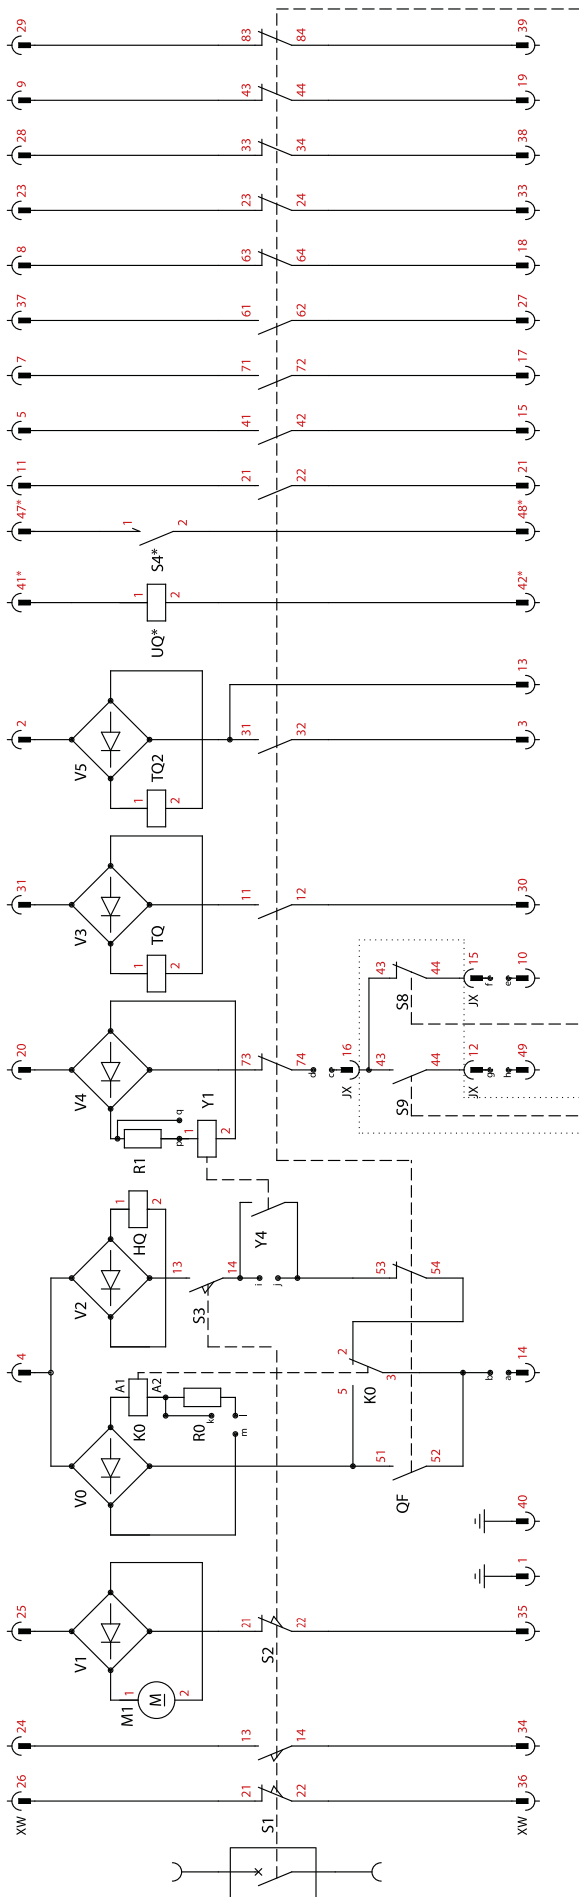 29 83 84 39
9 43 44 19
28 33 34 38
23 23 24 33
8 63 64 18
37 61 62 27
7 71 72 17
5 41 42 15
11 21 22 21
47* 1 2 S4* 48*
41* 1 2 UQ* 42*
13
2 V5 1 2 TQ2 31 32 3
31 V3 1 2 TQ 11 12 30
43 44 S8 15 JX f e 10
20 V4 R1 p q 1 2 Y1 73 74 d c 16 JX 43 44 S9 12 JX g h 49
4 V2 1 2 HQ 13 14 S3 i j Y4 53 54
V0 A1 A2 K0 R0 k l m 5 2 3 K0 51 52 QF b a 14
40
1
25 V1 M1 1 M 2 21 22 S2 35
24 13 14 34
XW 26 21 22 S1 XW 36